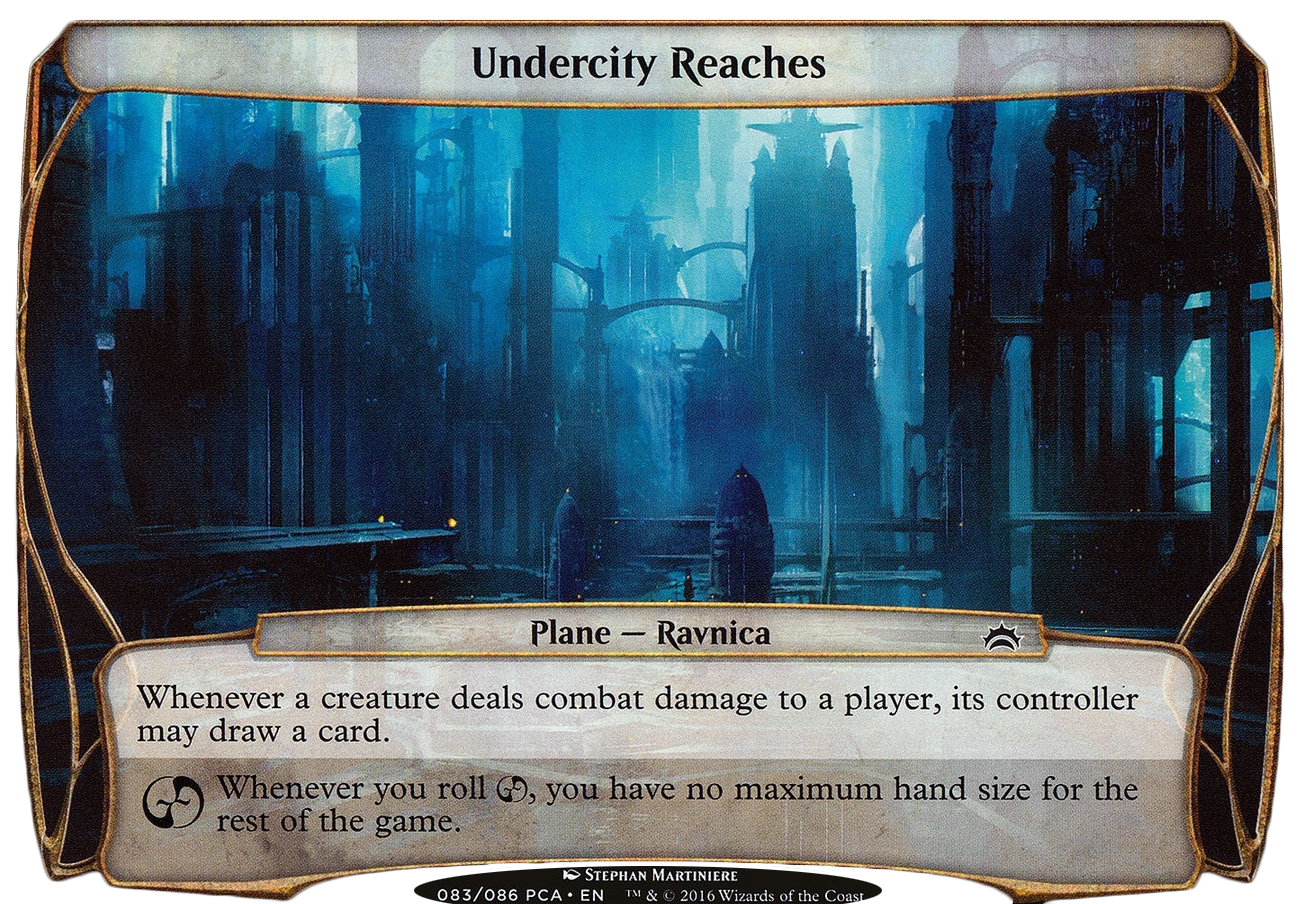 Undercity Reaches
Plane — Ravnica
Whenever a creature deals combat damage to a player, its controller
may draw a card.
Whenever you roll , you have no maximum hand size for the
rest of the game.
Stephan Martiniere
083/086 PCA • EN ™ & © 2016 Wizards of the Coast